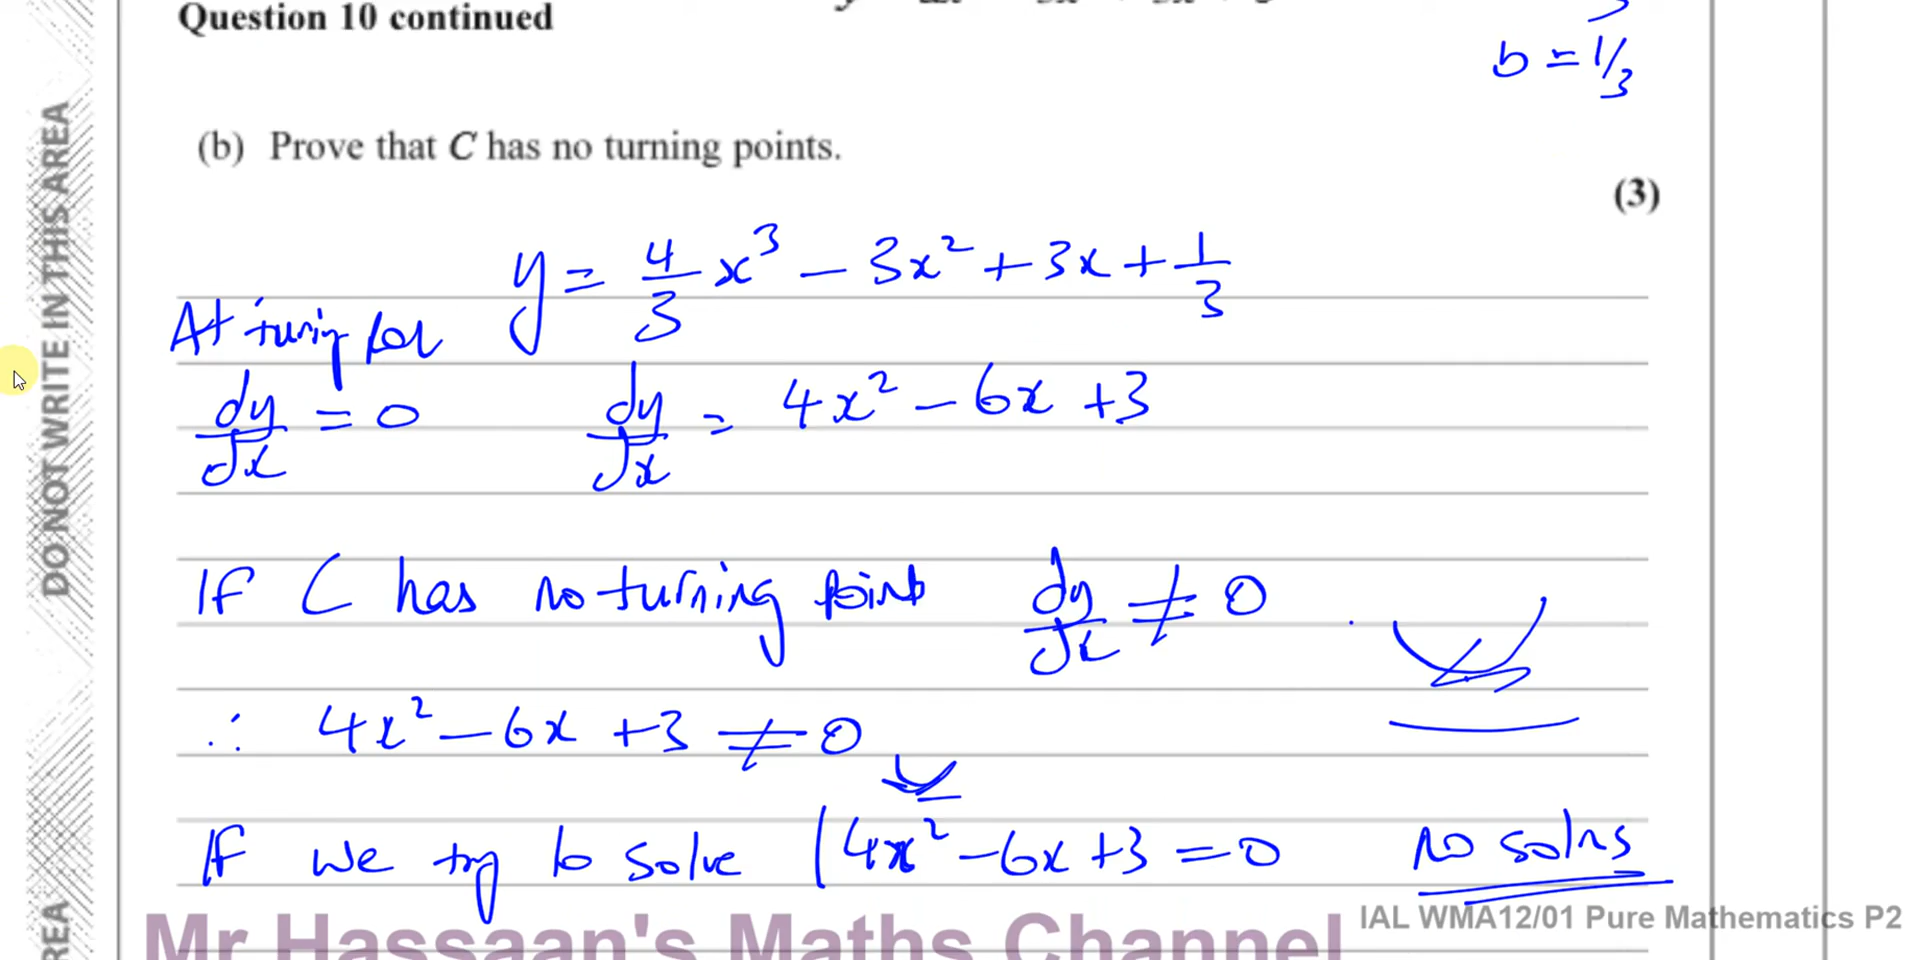 Question 10 continued
b = 1/3
(b) Prove that C has no turning points.
(3)
y = 4/3 x³ - 3x² + 3x + 1/3
At
dy/dx = 0 dy/dx = 4x² - 6x + 3
If C has no turning points dy/dx ≠ 0
∴ 4x² - 6x + 3 ≠ 0
If we try to solve 4x² - 6x + 3 = 0 no solns
Mr Hassaan's Maths Channel
IAL WMA12/01 Pure Mathematics P2
DO NOT WRITE IN THIS AREA
REA